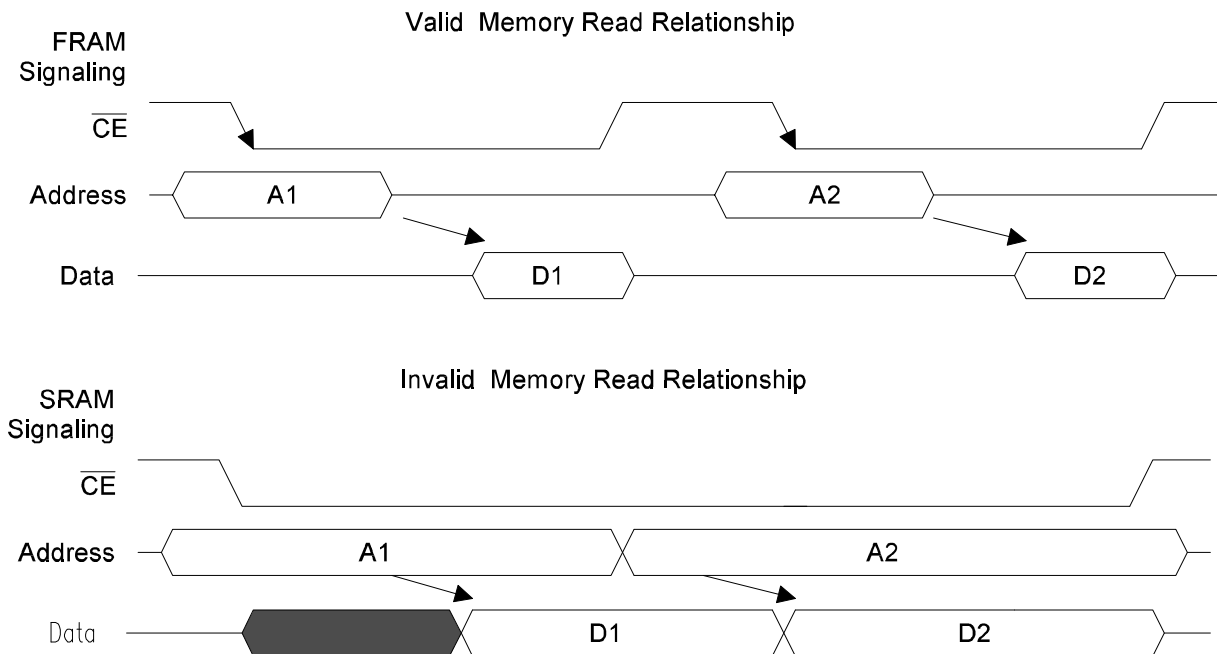 Valid Memory Read Relationship
FRAM
Signaling
CE
Address
A1
A2
Data
D1
D2
Invalid Memory Read Relationship
SRAM
Signaling
CE
Address
A1
A2
Data
D1
D2